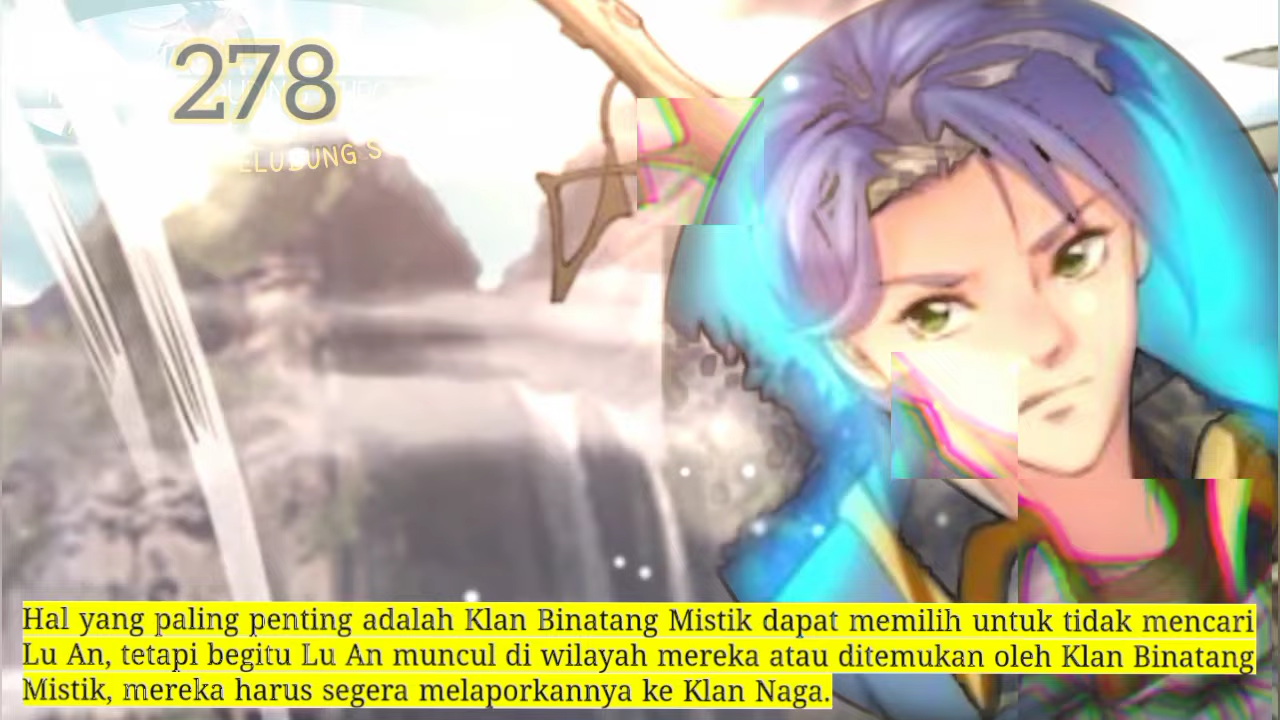 278
Hal yang paling penting adalah Klan Binatang Mistik dapat memilih untuk tidak mencari
Lu An, tetapi begitu Lu An muncul di wilayah mereka atau ditemukan oleh Klan Binatang
Mistik, mereka harus segera melaporkannya ke Klan Naga.